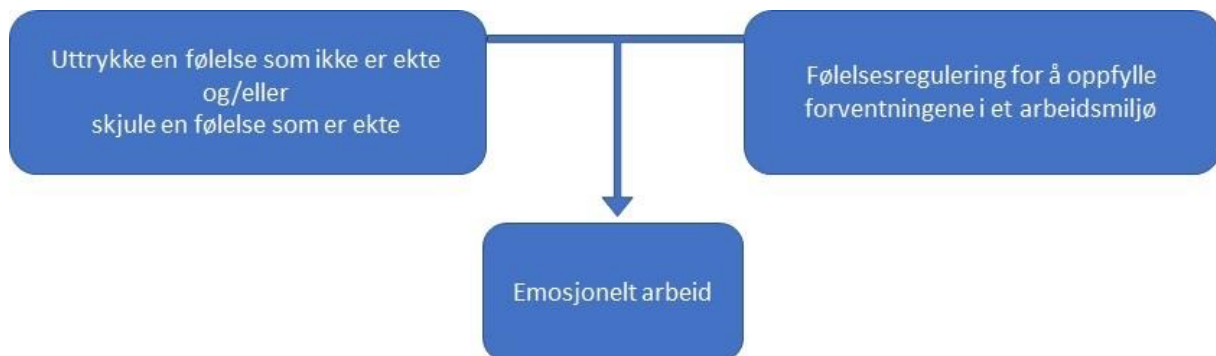 Uttrykke en følelse som ikke er ekte
og/eller
skjule en følelse som er ekte
Følelsesregulering for å oppfylle
forventningene i et arbeidsmiljø
Emosjonelt arbeid